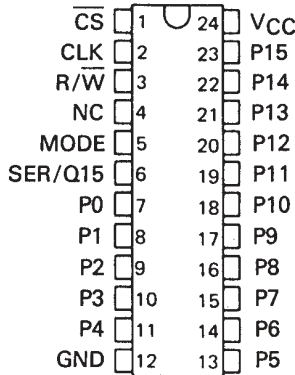 C̅S̅ 1 24 VCC
CLK 2 23 P15
R/W̅ 3 22 P14
NC 4 21 P13
MODE 5 20 P12
SER/Q15 6 19 P11
P0 7 18 P10
P1 8 17 P9
P2 9 16 P8
P3 10 15 P7
P4 11 14 P6
GND 12 13 P5